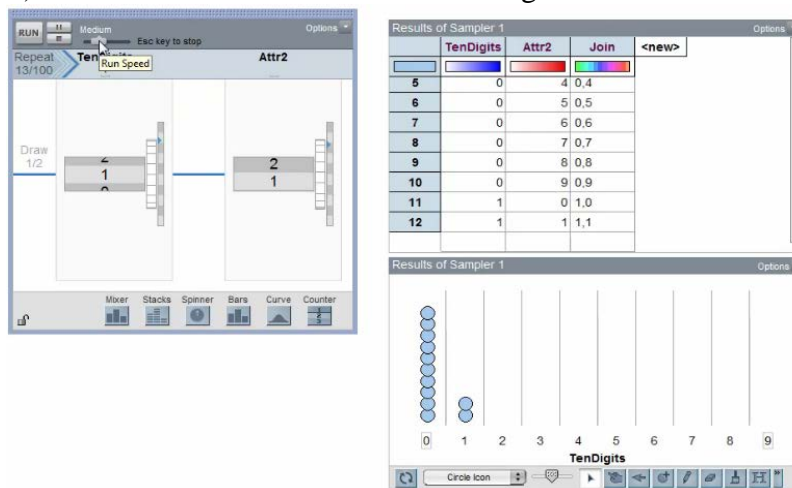 RUN
Medium
Esc key to stop
Options
Repeat
13/100
Attr2
Run Speed
Draw
1/2
1
2
1
Mixer Stacks Spinner Bars Curve Counter
Results of Sampler 1 Options
TenDigits Attr2 Join <new>
5 0 4 0,4
6 0 5 0,5
7 0 6 0,6
8 0 7 0,7
9 0 8 0,8
10 0 9 0,9
11 1 0 1,0
12 1 1 1,1
Results of Sampler 1 Options
0 1 2 3 4 5 6 7 8 9
TenDigits
Circle Icon